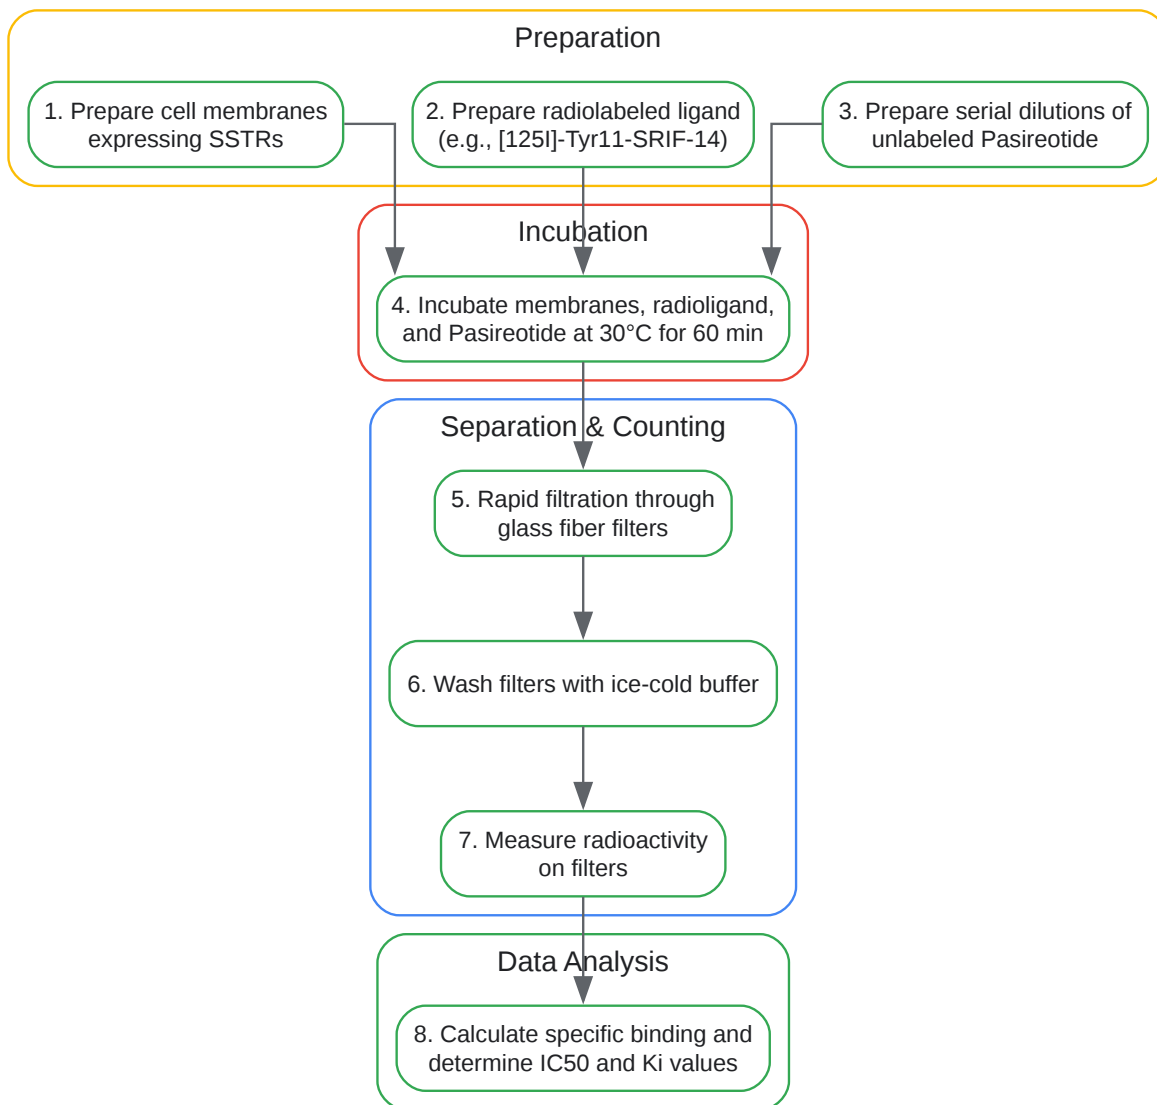 Preparation
1. Prepare cell membranes
expressing SSTRs
2. Prepare radiolabeled ligand
(e.g., [125I]-Tyr11-SRIF-14)
3. Prepare serial dilutions of
unlabeled Pasireotide
Incubation
4. Incubate membranes, radioligand,
and Pasireotide at 30°C for 60 min
Separation & Counting
5. Rapid filtration through
glass fiber filters
6. Wash filters with ice-cold buffer
7. Measure radioactivity
on filters
Data Analysis
8. Calculate specific binding and
determine IC50 and Ki values